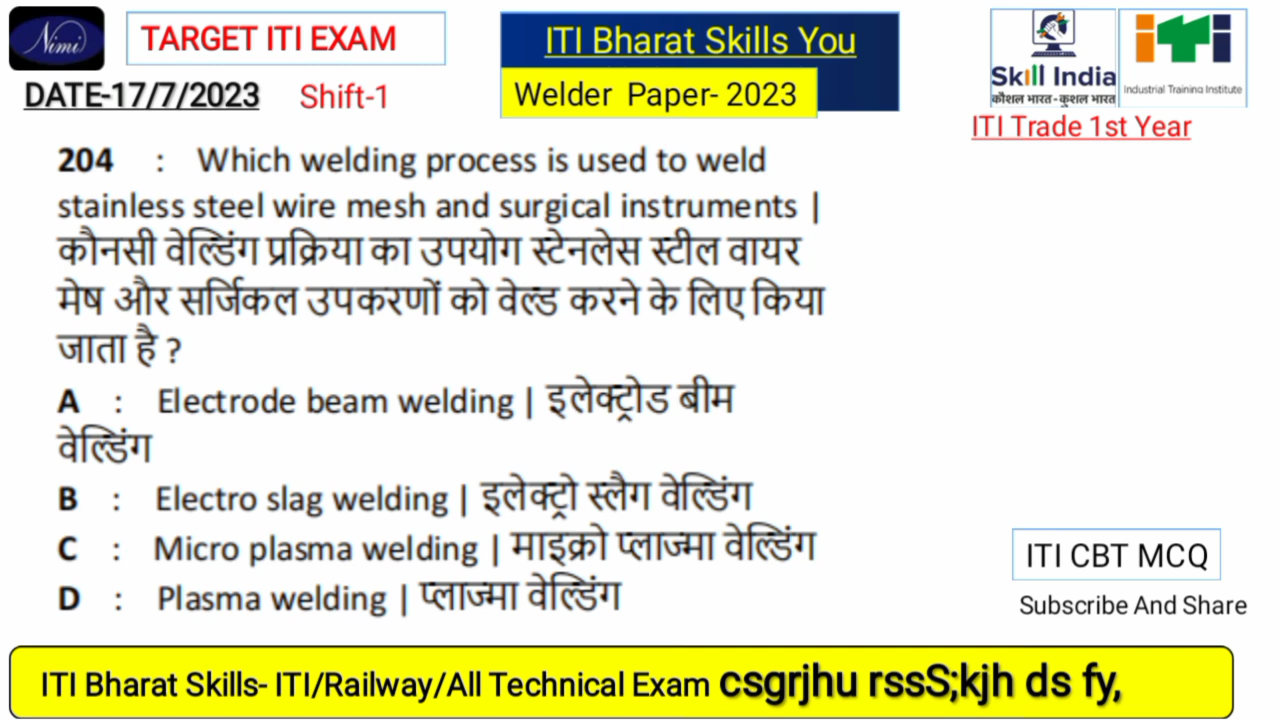 Nimi
TARGET ITI EXAM
ITI Bharat Skills You
DATE-17/7/2023 Shift-1
Welder Paper- 2023
Skill India
कौशल भारत-कुशल भारत
iTi
Industrial Training Institute
ITI Trade 1st Year
204 : Which welding process is used to weld
stainless steel wire mesh and surgical instruments |
कौनसी वेल्डिंग प्रक्रिया का उपयोग स्टेनलेस स्टील वायर
मेष और सर्जिकल उपकरणों को वेल्ड करने के लिए किया
जाता है ?
A : Electrode beam welding | इलेक्ट्रोड बीम
वेल्डिंग
B : Electro slag welding | इलेक्ट्रो स्लैग वेल्डिंग
C : Micro plasma welding | माइक्रो प्लाज्मा वेल्डिंग
D : Plasma welding | प्लाज्मा वेल्डिंग
ITI CBT MCQ
Subscribe And Share
ITI Bharat Skills- ITI/Railway/All Technical Exam csgrjhu rssS;kjh ds fy,